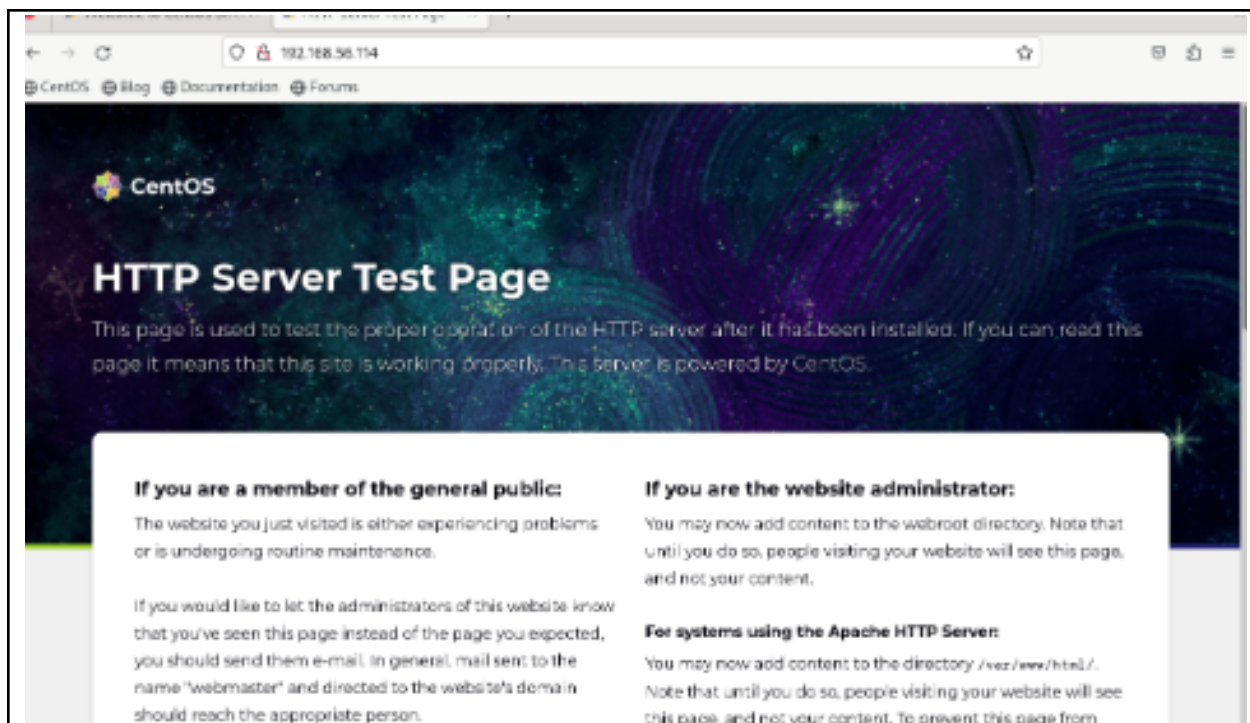 HTTP Server Test Page
192.168.56.114
CentOS Blog Documentation Forums
CentOS
HTTP Server Test Page
This page is used to test the proper operation of the HTTP server after it has been installed. If you can read this
page it means that this site is working properly. This server is powered by CentOS.
If you are a member of the general public:
The website you just visited is either experiencing problems
or is undergoing routine maintenance.
If you would like to let the administrators of this website know
that you've seen this page instead of the page you expected,
you should send them e-mail. In general, mail sent to the
name "webmaster" and directed to the website's domain
should reach the appropriate person.
If you are the website administrator:
You may now add content to the webroot directory. Note that
until you do so, people visiting your website will see this page,
and not your content.
For systems using the Apache HTTP Server:
You may now add content to the directory /var/www/html/.
Note that until you do so, people visiting your website will see
this page, and not your content. To prevent this page from